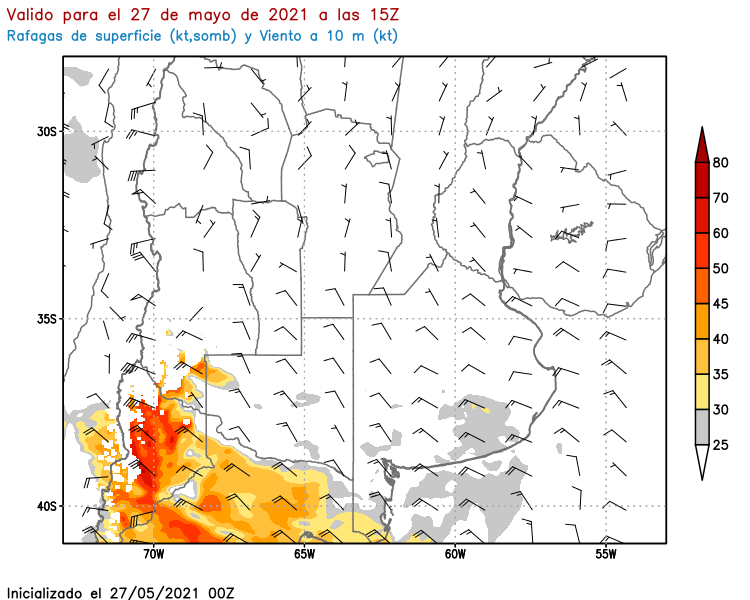 Valido para el 27 de mayo de 2021 a las 15Z
Rafagas de superficie (kt,somb) y Viento a 10 m (kt)
30S
35S
40S
70W
65W
60W
55W
80
70
60
50
45
40
35
30
25
Inicializado el 27/05/2021 00Z